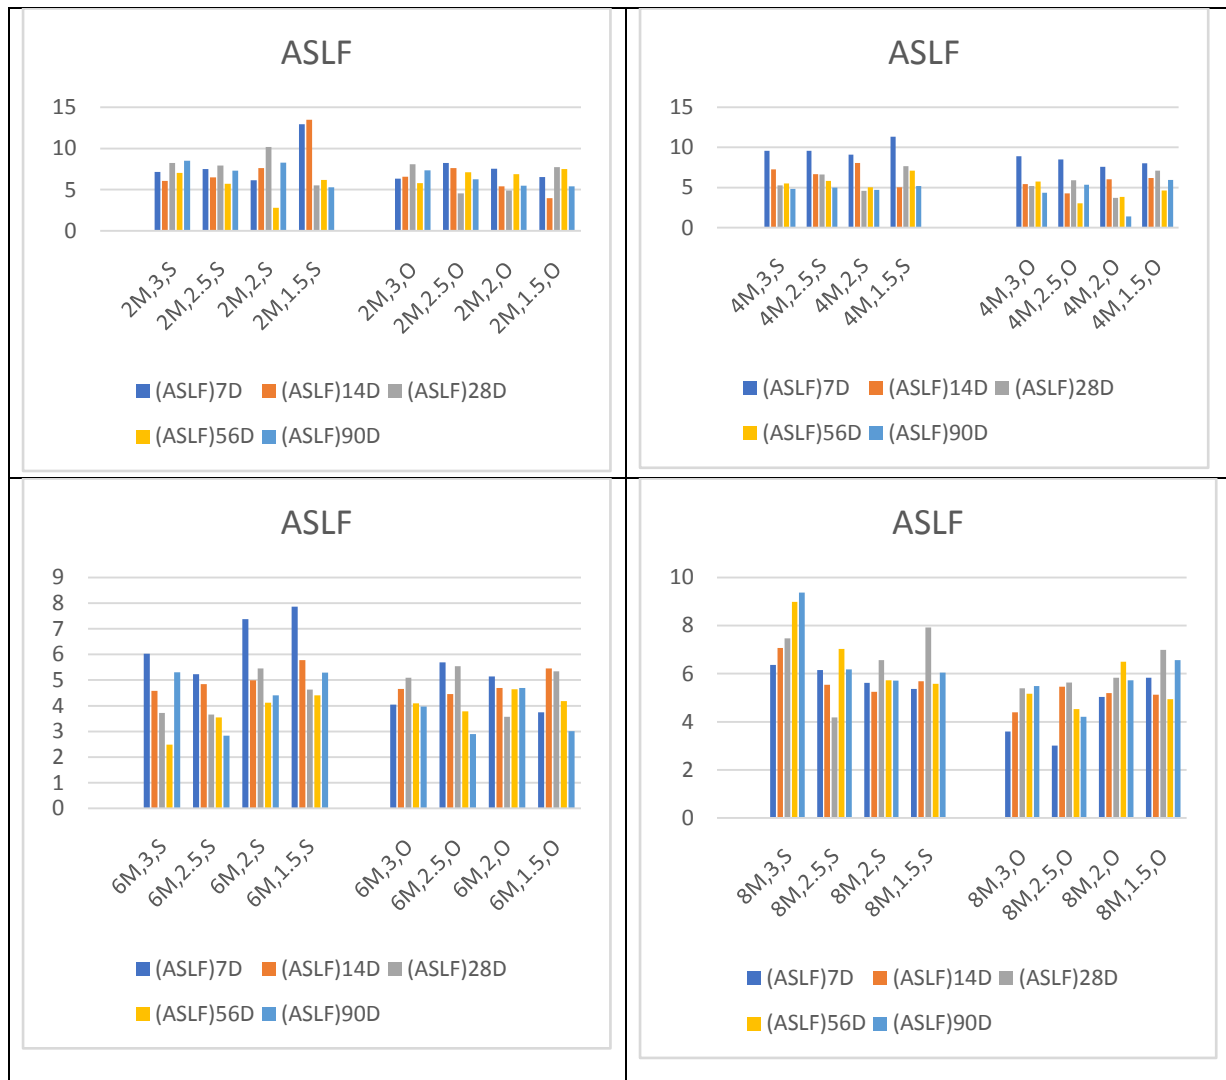 ASLF
15
10
5
0
2M,3,S
2M,2.5,S
2M,2,S
2M,1.5,S
2M,3,O
2M,2.5,O
2M,2,O
2M,1.5,O
(ASLF)7D (ASLF)14D (ASLF)28D
(ASLF)56D (ASLF)90D
ASLF
15
10
5
0
4M,3,S
4M,2.5,S
4M,2,S
4M,1.5,S
4M,3,O
4M,2.5,O
4M,2,O
4M,1.5,O
(ASLF)7D (ASLF)14D (ASLF)28D
(ASLF)56D (ASLF)90D
ASLF
9
8
7
6
5
4
3
2
1
0
6M,3,S
6M,2.5,S
6M,2,S
6M,1.5,S
6M,3,O
6M,2.5,O
6M,2,O
6M,1.5,O
(ASLF)7D (ASLF)14D (ASLF)28D
(ASLF)56D (ASLF)90D
ASLF
10
8
6
4
2
0
8M,3,S
8M,2.5,S
8M,2,S
8M,1.5,S
8M,3,O
8M,2.5,O
8M,2,O
8M,1.5,O
(ASLF)7D (ASLF)14D (ASLF)28D
(ASLF)56D (ASLF)90D